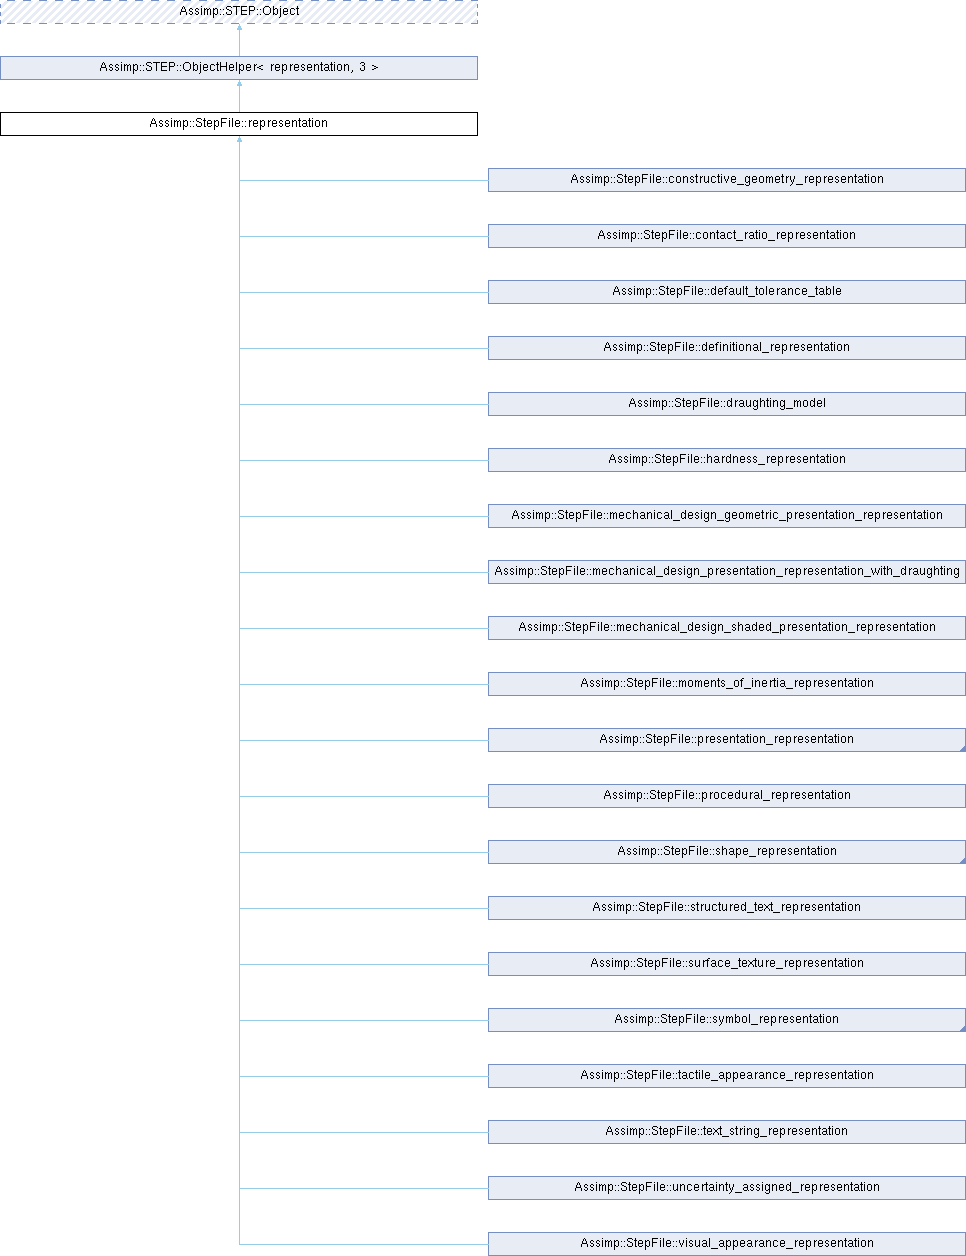 Assimp::STEP::Object
Assimp::STEP::ObjectHelper< representation, 3 >
Assimp::StepFile::representation
Assimp::StepFile::constructive_geometry_representation
Assimp::StepFile::contact_ratio_representation
Assimp::StepFile::default_tolerance_table
Assimp::StepFile::definitional_representation
Assimp::StepFile::draughting_model
Assimp::StepFile::hardness_representation
Assimp::StepFile::mechanical_design_geometric_presentation_representation
Assimp::StepFile::mechanical_design_presentation_representation_with_draughting
Assimp::StepFile::mechanical_design_shaded_presentation_representation
Assimp::StepFile::moments_of_inertia_representation
Assimp::StepFile::presentation_representation
Assimp::StepFile::procedural_representation
Assimp::StepFile::shape_representation
Assimp::StepFile::structured_text_representation
Assimp::StepFile::surface_texture_representation
Assimp::StepFile::symbol_representation
Assimp::StepFile::tactile_appearance_representation
Assimp::StepFile::text_string_representation
Assimp::StepFile::uncertainty_assigned_representation
Assimp::StepFile::visual_appearance_representation